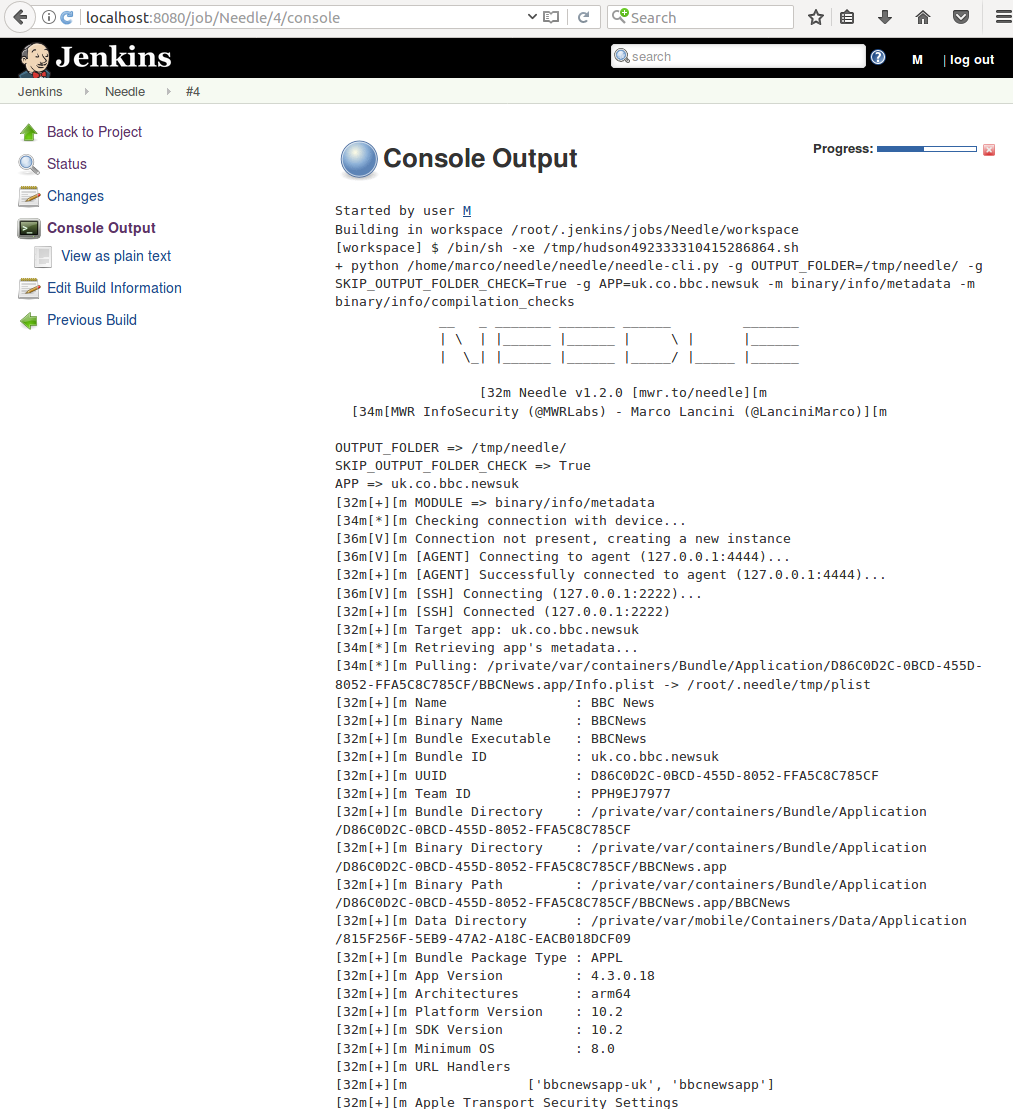 localhost:8080/job/Needle/4/console
Search
Jenkins
search
M
| log out
Jenkins
Needle
#4
Back to Project
Status
Changes
Console Output
View as plain text
Edit Build Information
Previous Build
Console Output
Progress:
Started by user M
Building in workspace /root/.jenkins/jobs/Needle/workspace
[workspace] $ /bin/sh -xe /tmp/hudson492333310415286864.sh
+ python /home/marco/needle/needle/needle-cli.py -g OUTPUT_FOLDER=/tmp/needle/ -g
SKIP_OUTPUT_FOLDER_CHECK=True -g APP=uk.co.bbc.newsuk -m binary/info/metadata -m
binary/info/compilation_checks
[32m Needle v1.2.0 [mwr.to/needle][m
[34m[MWR InfoSecurity (@MWRLabs) - Marco Lancini (@LanciniMarco)][m
OUTPUT_FOLDER => /tmp/needle/
SKIP_OUTPUT_FOLDER_CHECK => True
APP => uk.co.bbc.newsuk
[32m[+][m MODULE => binary/info/metadata
[34m[*][m Checking connection with device...
[36m[V][m Connection not present, creating a new instance
[36m[V][m [AGENT] Connecting to agent (127.0.0.1:4444)...
[32m[+][m [AGENT] Successfully connected to agent (127.0.0.1:4444)...
[36m[V][m [SSH] Connecting (127.0.0.1:2222)...
[32m[+][m [SSH] Connected (127.0.0.1:2222)
[32m[+][m Target app: uk.co.bbc.newsuk
[34m[*][m Retrieving app's metadata...
[34m[*][m Pulling: /private/var/containers/Bundle/Application/D86C0D2C-0BCD-455D-
8052-FFA5C8C785CF/BBCNews.app/Info.plist -> /root/.needle/tmp/plist
[32m[+][m Name                : BBC News
[32m[+][m Binary Name         : BBCNews
[32m[+][m Bundle Executable   : BBCNews
[32m[+][m Bundle ID           : uk.co.bbc.newsuk
[32m[+][m UUID                : D86C0D2C-0BCD-455D-8052-FFA5C8C785CF
[32m[+][m Team ID             : PPH9EJ7977
[32m[+][m Bundle Directory    : /private/var/containers/Bundle/Application
/D86C0D2C-0BCD-455D-8052-FFA5C8C785CF
[32m[+][m Binary Directory    : /private/var/containers/Bundle/Application
/D86C0D2C-0BCD-455D-8052-FFA5C8C785CF/BBCNews.app
[32m[+][m Binary Path         : /private/var/containers/Bundle/Application
/D86C0D2C-0BCD-455D-8052-FFA5C8C785CF/BBCNews.app/BBCNews
[32m[+][m Data Directory      : /private/var/mobile/Containers/Data/Application
/815F256F-5EB9-47A2-A18C-EACB018DCF09
[32m[+][m Bundle Package Type : APPL
[32m[+][m App Version         : 4.3.0.18
[32m[+][m Architectures       : arm64
[32m[+][m Platform Version    : 10.2
[32m[+][m SDK Version         : 10.2
[32m[+][m Minimum OS          : 8.0
[32m[+][m URL Handlers
[32m[+][m               ['bbcnewsapp-uk', 'bbcnewsapp']
[32m[+][m Apple Transport Security Settings